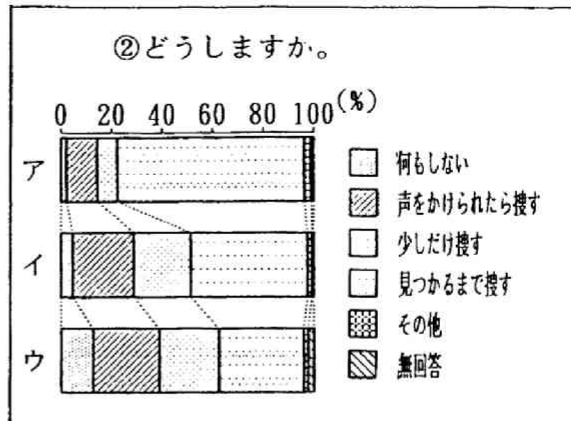 ②どうしますか。
0 20 40 60 80 100(%)
ア
イ
ウ
何もしない
声をかけられたら捜す
少しだけ捜す
見つかるまで捜す
その他
無回答